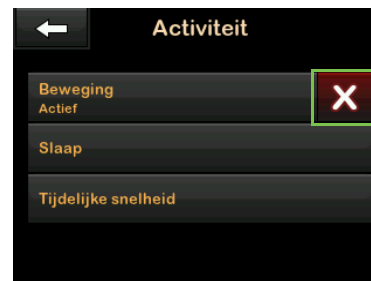 Activiteit
Beweging
Actief
Slaap
Tijdelijke snelheid